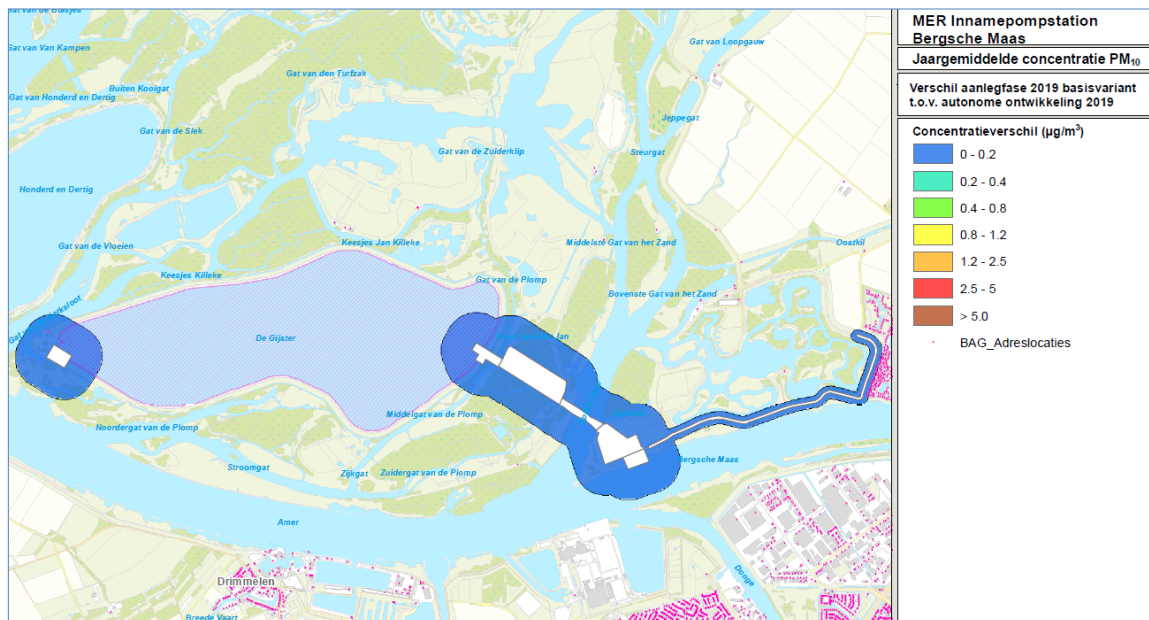 Gat van Van Kampen
Buiten Kooigat
Gat van Honderd en Dertig
Gat van de Slek
Gat van den Turfzak
Gat van Loopgauw
Jeppegat
Gat van de Zuiderklip
Steurgat
Honderd en Dertig
Gat van de Vloeien
Keesjes Jan Killeke
Middelste Gat van het Zand
Oostkil
Keesjes Killeke
Gat van de Plomp
Bovenste Gat van het Zand
De Gijster
Middelgat van de Plomp
Noordergat van de Plomp
Stroomgat
Zijkgat
Zuidergat van de Plomp
Bergsche Maas
Amer
Drimmelen
Donge
Breede Vaart
MER Innamepompstation
Bergsche Maas
Jaargemiddelde concentratie PM₁₀
Verschil aanlegfase 2019 basisvariant
t.o.v. autonome ontwikkeling 2019
Concentratieverschil (µg/m³)
0 - 0.2
0.2 - 0.4
0.4 - 0.8
0.8 - 1.2
1.2 - 2.5
2.5 - 5
> 5.0
BAG_Adreslocaties